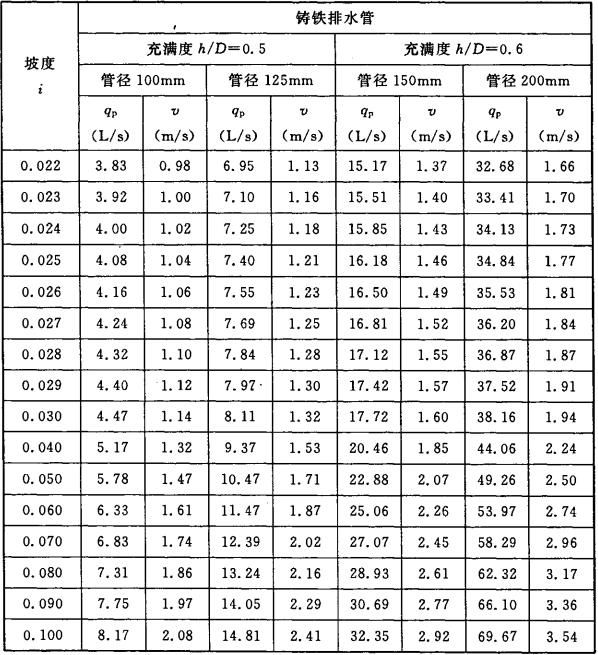 铸铁排水管
坡度 i
充满度 h/D=0.5 充满度 h/D=0.6
管径 100mm 管径 125mm 管径 150mm 管径 200mm
qp v qp v qp v qp v
(L/s) (m/s) (L/s) (m/s) (L/s) (m/s) (L/s) (m/s)
0.022 3.83 0.98 6.95 1.13 15.17 1.37 32.68 1.66
0.023 3.92 1.00 7.10 1.16 15.51 1.40 33.41 1.70
0.024 4.00 1.02 7.25 1.18 15.85 1.43 34.13 1.73
0.025 4.08 1.04 7.40 1.21 16.18 1.46 34.84 1.77
0.026 4.16 1.06 7.55 1.23 16.50 1.49 35.53 1.81
0.027 4.24 1.08 7.69 1.25 16.81 1.52 36.20 1.84
0.028 4.32 1.10 7.84 1.28 17.12 1.55 36.87 1.87
0.029 4.40 1.12 7.97 1.30 17.42 1.57 37.52 1.91
0.030 4.47 1.14 8.11 1.32 17.72 1.60 38.16 1.94
0.040 5.17 1.32 9.37 1.53 20.46 1.85 44.06 2.24
0.050 5.78 1.47 10.47 1.71 22.88 2.07 49.26 2.50
0.060 6.33 1.61 11.47 1.87 25.06 2.26 53.97 2.74
0.070 6.83 1.74 12.39 2.02 27.07 2.45 58.29 2.96
0.080 7.31 1.86 13.24 2.16 28.93 2.61 62.32 3.17
0.090 7.75 1.97 14.05 2.29 30.69 2.77 66.10 3.36
0.100 8.17 2.08 14.81 2.41 32.35 2.92 69.67 3.54